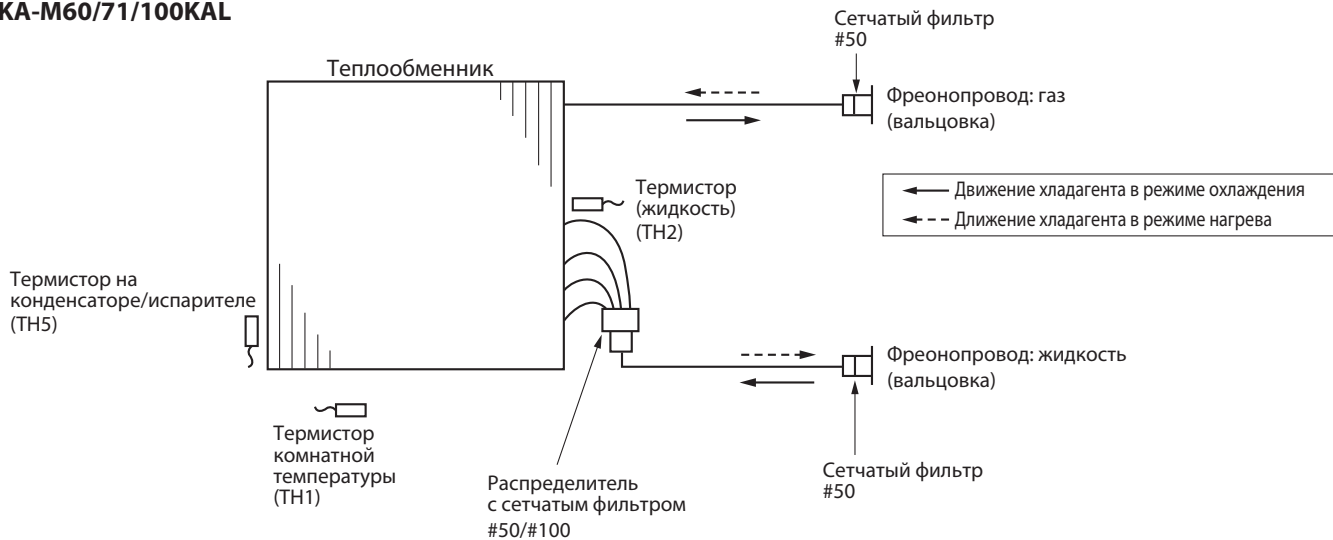 KA-M60/71/100KAL
Сетчатый фильтр
#50
Теплообменник
Фреонопровод: газ
(вальцовка)
Термистор
(жидкость)
(TH2)
Движение хладагента в режиме охлаждения
Длижение хладагента в режиме нагрева
Термистор на
конденсаторе/испарителе
(TH5)
Фреонопровод: жидкость
(вальцовка)
Термистор
комнатной
температуры
(TH1)
Распределитель
с сетчатым фильтром
#50/#100
Сетчатый фильтр
#50